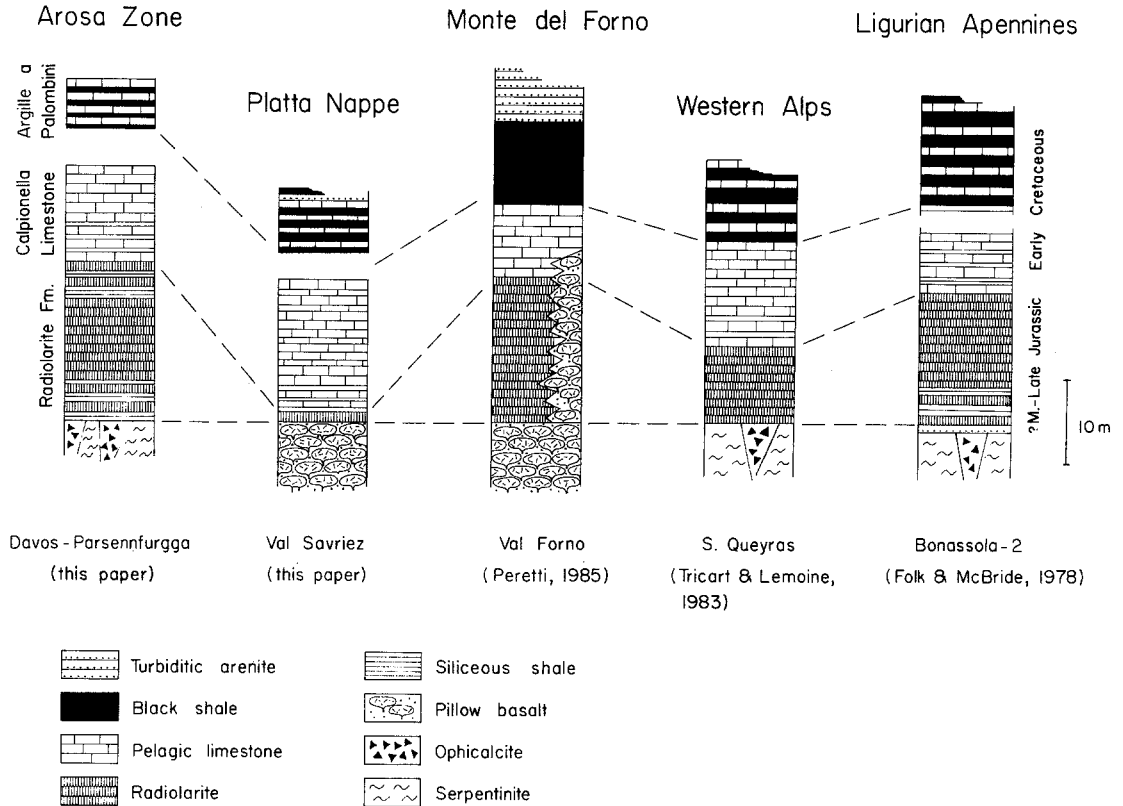 Arosa Zone
Monte del Forno
Ligurian Apennines
Platta Nappe
Western Alps
Argille a
Palombini
Calpionella
Limestone
Radiolarite Fm.
Early Cretaceous
?M.-Late Jurassic
10 m
Davos-Parsennfurgga
(this paper)
Val Savriez
(this paper)
Val Forno
(Peretti, 1985)
S. Queyras
(Tricart & Lemoine,
1983)
Bonassola-2
(Folk & McBride, 1978)
Turbiditic arenite
Black shale
Pelagic limestone
Radiolarite
Siliceous shale
Pillow basalt
Ophicalcite
Serpentinite